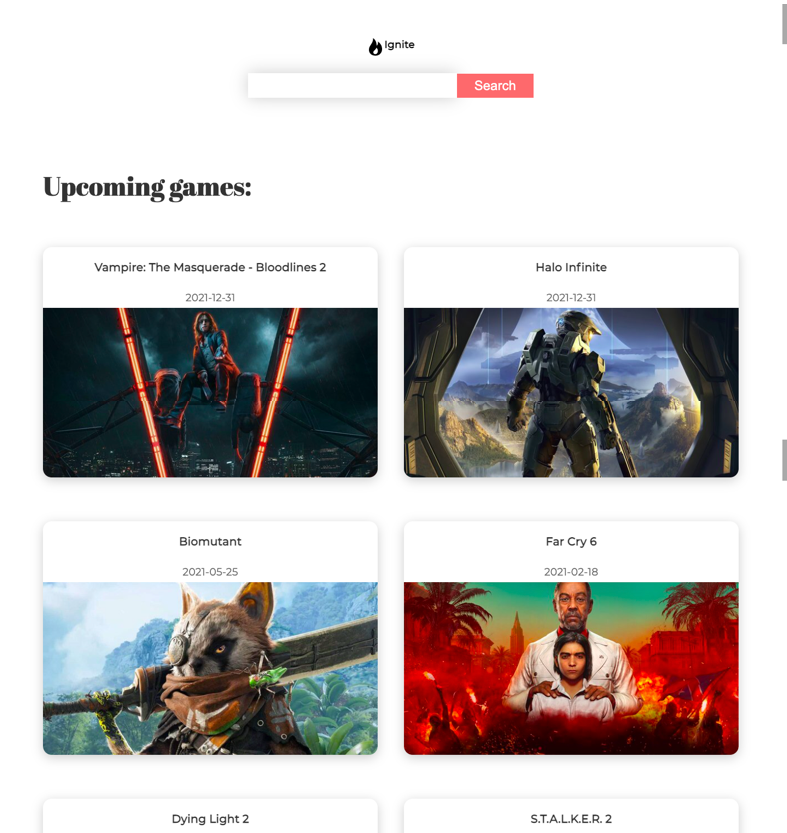 Ignite
Search
Upcoming games:
Vampire: The Masquerade - Bloodlines 2
2021-12-31
Halo Infinite
2021-12-31
Biomutant
2021-05-25
Far Cry 6
2021-02-18
Dying Light 2
S.T.A.L.K.E.R. 2